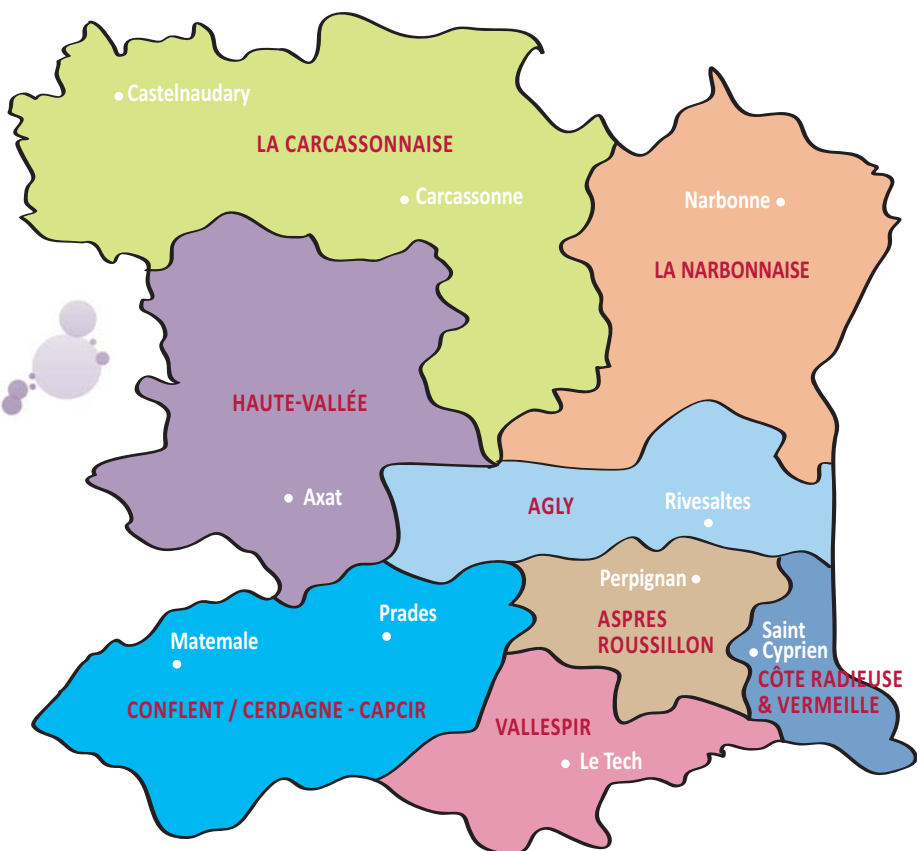 Castelnaudary
LA CARCASSONNAISE
Carcassonne
Narbonne
LA NARBONNAISE
HAUTE-VALLÉE
Axat
AGLY
Rivesaltes
Perpignan
ASPRES
ROUSSILLON
Prades
Matemale
Saint
Cyprien
CÔTE RADIEUSE
& VERMEILLE
CONFLENT / CERDAGNE - CAPCIR
VALLESPIR
Le Tech